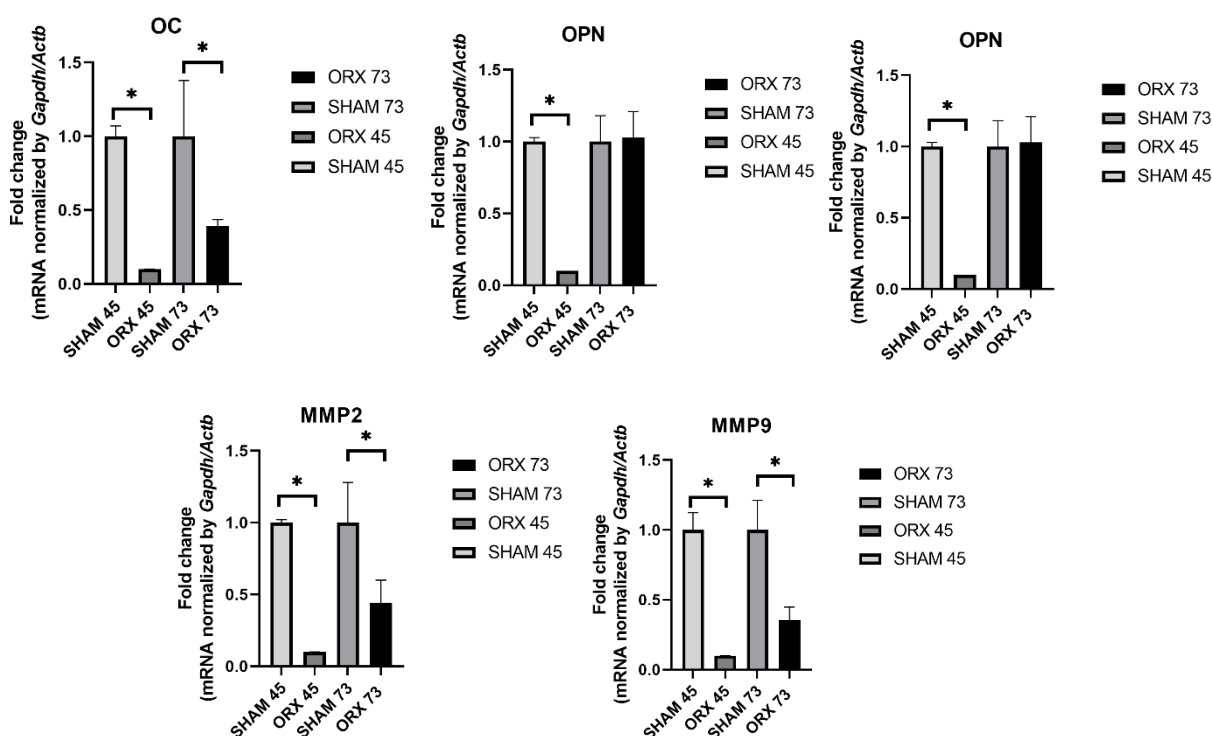 OC
Fold change
(mRNA normalized by Gapdh/Actb
1.5
1.0
0.5
0.0
*
*
SHAM 45
ORX 45
SHAM 73
ORX 73
ORX 73
SHAM 73
ORX 45
SHAM 45
OPN
Fold change
(mRNA normalized by Gapdh/Actb
1.5
1.0
0.5
0.0
*
SHAM 45
ORX 45
SHAM 73
ORX 73
ORX 73
SHAM 73
ORX 45
SHAM 45
OPN
Fold change
(mRNA normalized by Gapdh/Actb
1.5
1.0
0.5
0.0
*
SHAM 45
ORX 45
SHAM 73
ORX 73
ORX 73
SHAM 73
ORX 45
SHAM 45
MMP2
Fold change
(mRNA normalized by Gapdh/Actb
1.5
1.0
0.5
0.0
*
*
SHAM 45
ORX 45
SHAM 73
ORX 73
ORX 73
SHAM 73
ORX 45
SHAM 45
MMP9
Fold change
(mRNA normalized by Gapdh/Actb
1.5
1.0
0.5
0.0
*
*
SHAM 45
ORX 45
SHAM 73
ORX 73
ORX 73
SHAM 73
ORX 45
SHAM 45